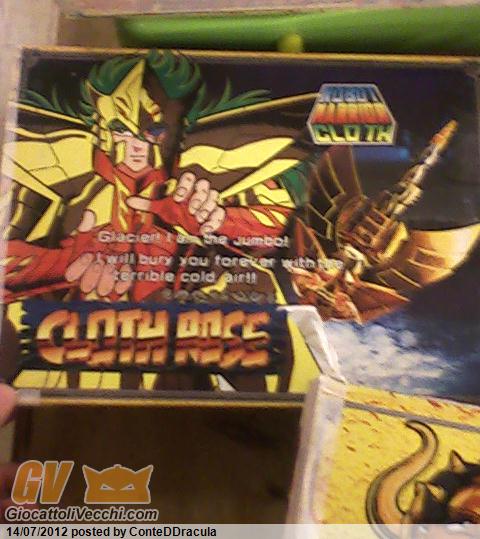 ROBOT
WARRIOR
CLOTH
Glacier! I am the Jumbo!
I will bury you forever with the
terrible cold air!!
CLOTH ROSE
GV
GiocattoliVecchi.com
14/07/2012 posted by ConteDDracula